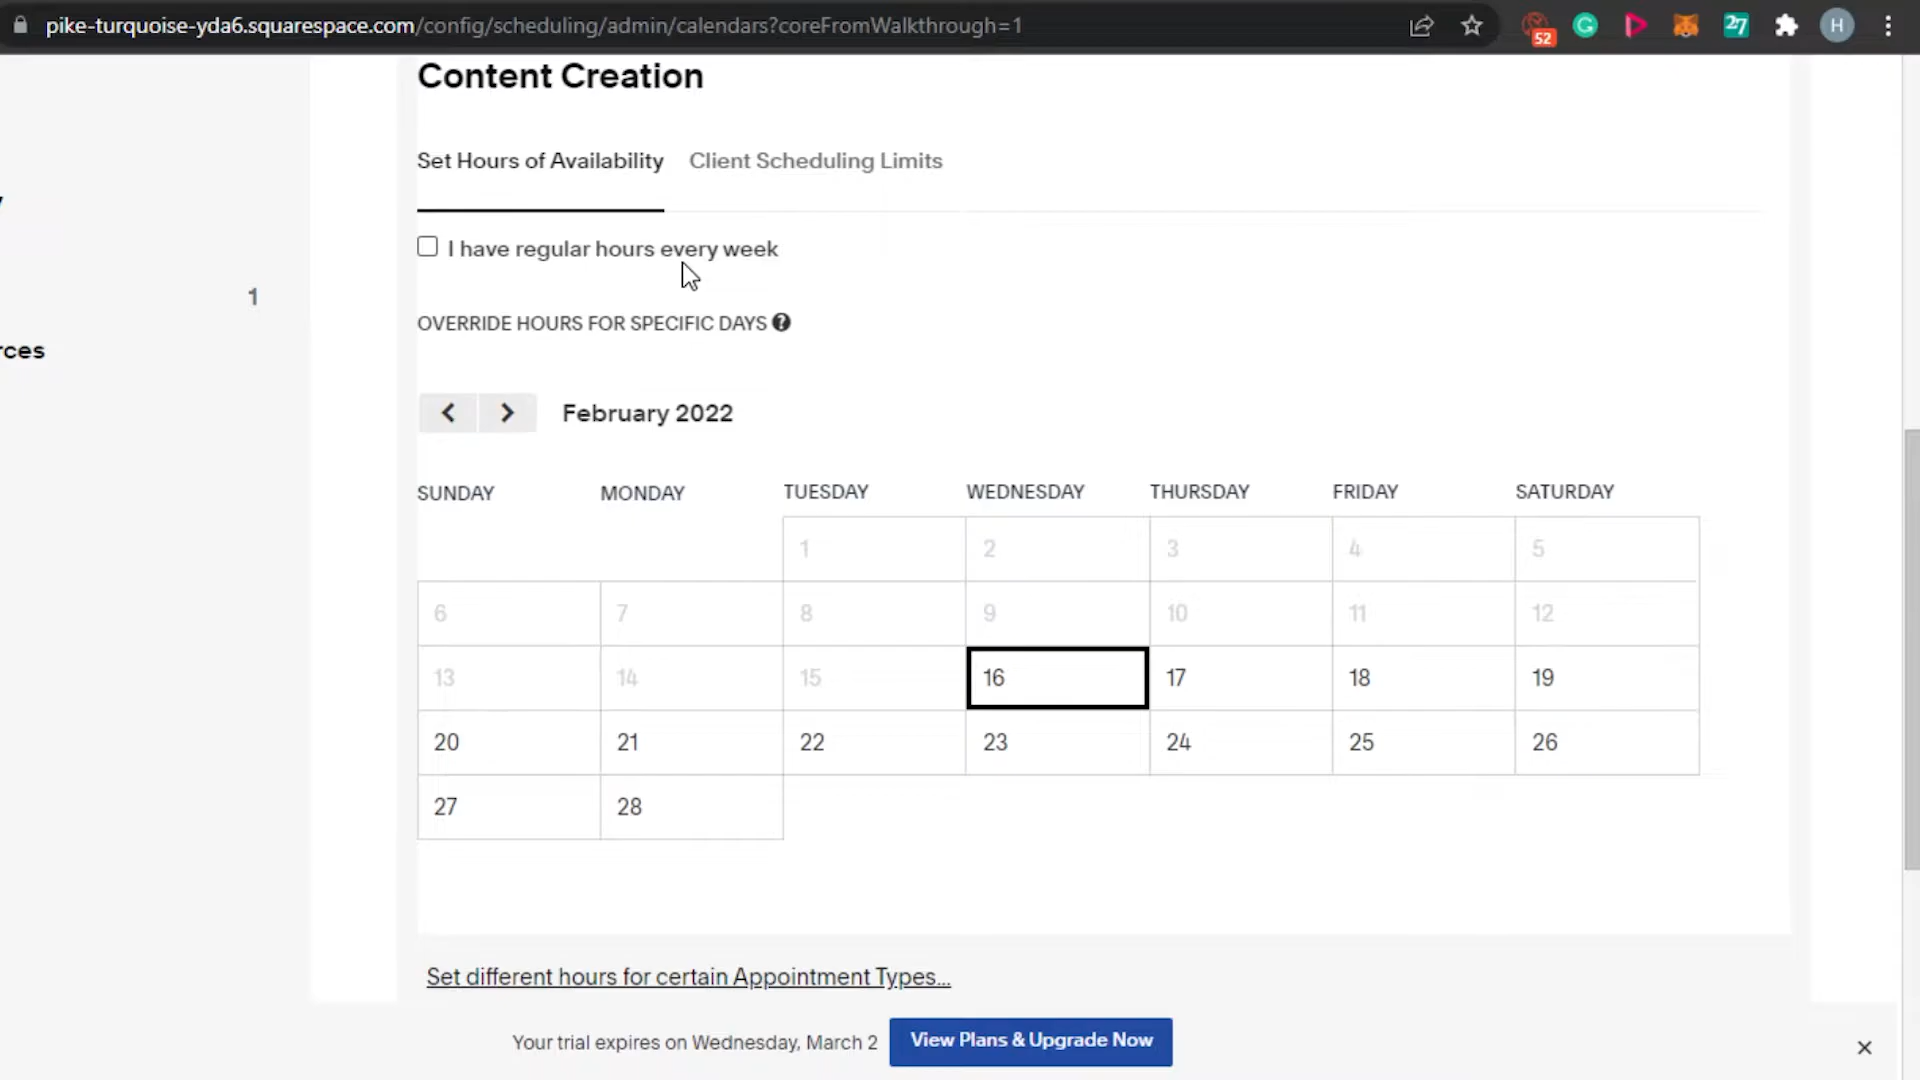 pike-turquoise-yda6.squarespace.com/config/scheduling/admin/calendars?coreFromWalkthrough=1
52
27
H
Content Creation
Set Hours of Availability Client Scheduling Limits
I have regular hours every week
1
OVERRIDE HOURS FOR SPECIFIC DAYS ?
rces
February 2022
SUNDAY MONDAY TUESDAY WEDNESDAY THURSDAY FRIDAY SATURDAY
1 2 3 4 5
6 7 8 9 10 11 12
13 14 15 16 17 18 19
20 21 22 23 24 25 26
27 28
Set different hours for certain Appointment Types...
Your trial expires on Wednesday, March 2 View Plans & Upgrade Now